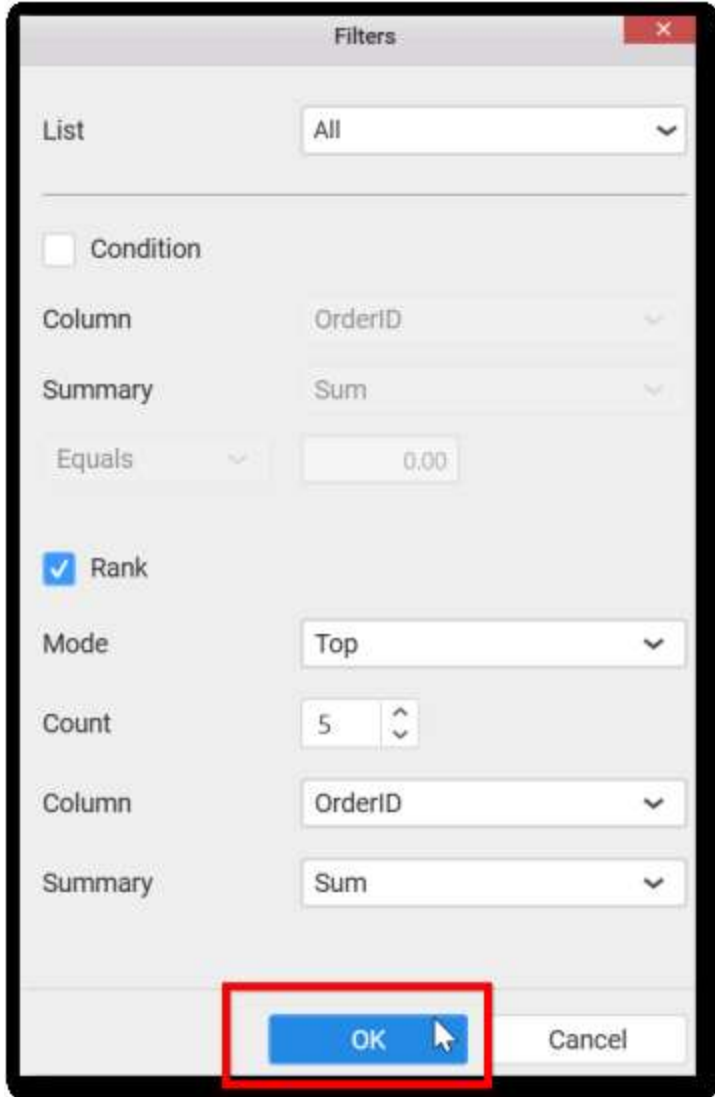 Filters
List All
Condition
Column OrderID
Summary Sum
Equals 0.00
Rank
Mode Top
Count 5
Column OrderID
Summary Sum
OK Cancel